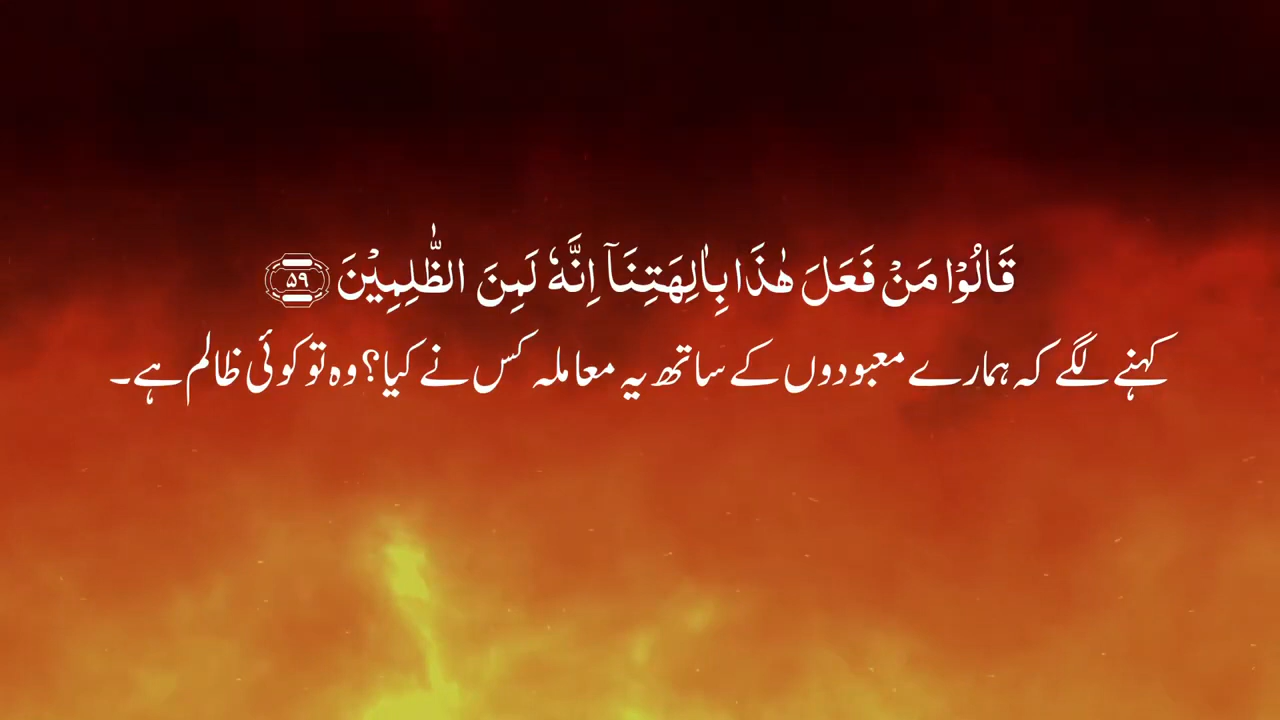 قَالُوْا مَنْ فَعَلَ هٰذَا بِاٰلِهَتِنَاۤ اِنَّهٗ لَمِنَ الظّٰلِمِيْنَ ۵۹
کہنے لگے کہ ہمارے معبودوں کے ساتھ یہ معاملہ کس نے کیا؟ وہ تو کوئی ظالم ہے۔